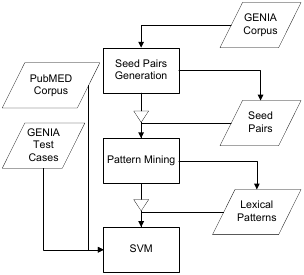 GENIA
Corpus
Seed Pairs
Generation
PubMED
Corpus
Seed
Pairs
GENIA
Test
Cases
Pattern Mining
Lexical
Patterns
SVM